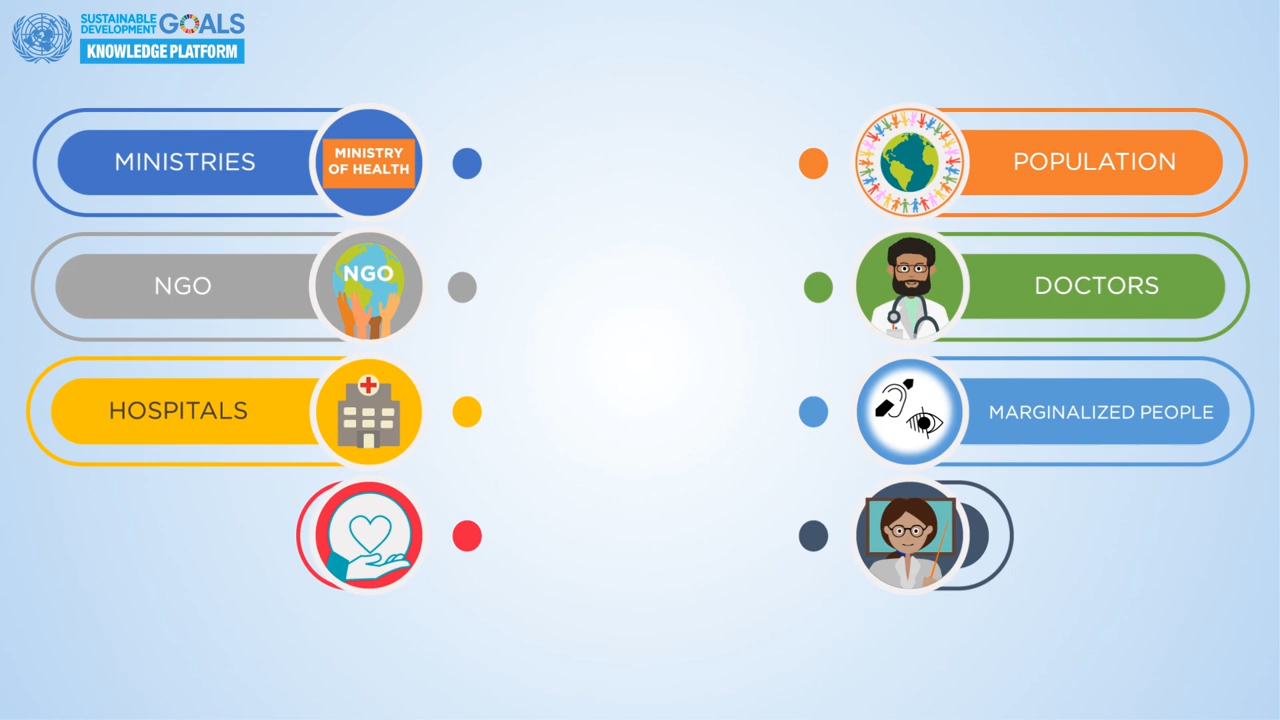 SUSTAINABLE
DEVELOPMENT GOALS
KNOWLEDGE PLATFORM
MINISTRIES
MINISTRY
OF HEALTH
POPULATION
NGO
NGO
DOCTORS
HOSPITALS
MARGINALIZED PEOPLE